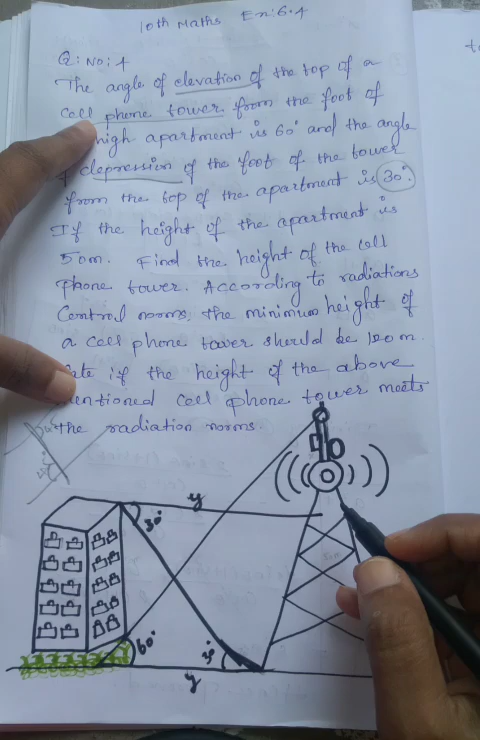 10th Maths Ex: 6.4
Q: No: 4
The angle of elevation of the top of a
cell phone tower from the foot of
high apartment is 60° and the angle
depression of the foot of the tower
from the top of the apartment is 30°.
If the height of the apartment is
50m. Find the height of the cell
phone tower. According to radiations
control norms, the minimum height of
a cell phone tower should be 120 m.
ate if the height of the above
entioned cell phone tower meets
the radiation norms.
y
30°
60°
30°
y